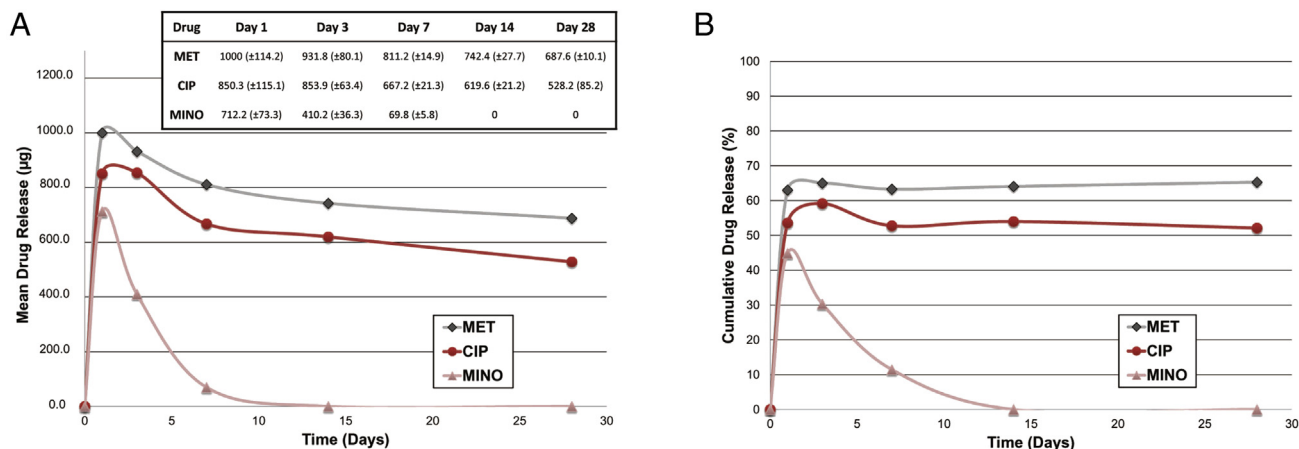 A
Drug Day 1 Day 3 Day 7 Day 14 Day 28
MET 1000 (±114.2) 931.8 (±80.1) 811.2 (±14.9) 742.4 (±27.7) 687.6 (±10.1)
CIP 850.3 (±115.1) 853.9 (±63.4) 667.2 (±21.3) 619.6 (±21.2) 528.2 (85.2)
MINO 712.2 (±73.3) 410.2 (±36.3) 69.8 (±5.8) 0 0
Mean Drug Release (µg)
1200.0
1000.0
800.0
600.0
400.0
200.0
0.0
MET
CIP
MINO
0 5 10 15 20 25 30
Time (Days)
B
Cumulative Drug Release (%)
100
90
80
70
60
50
40
30
20
10
0
MET
CIP
MINO
0 5 10 15 20 25 30
Time (Days)